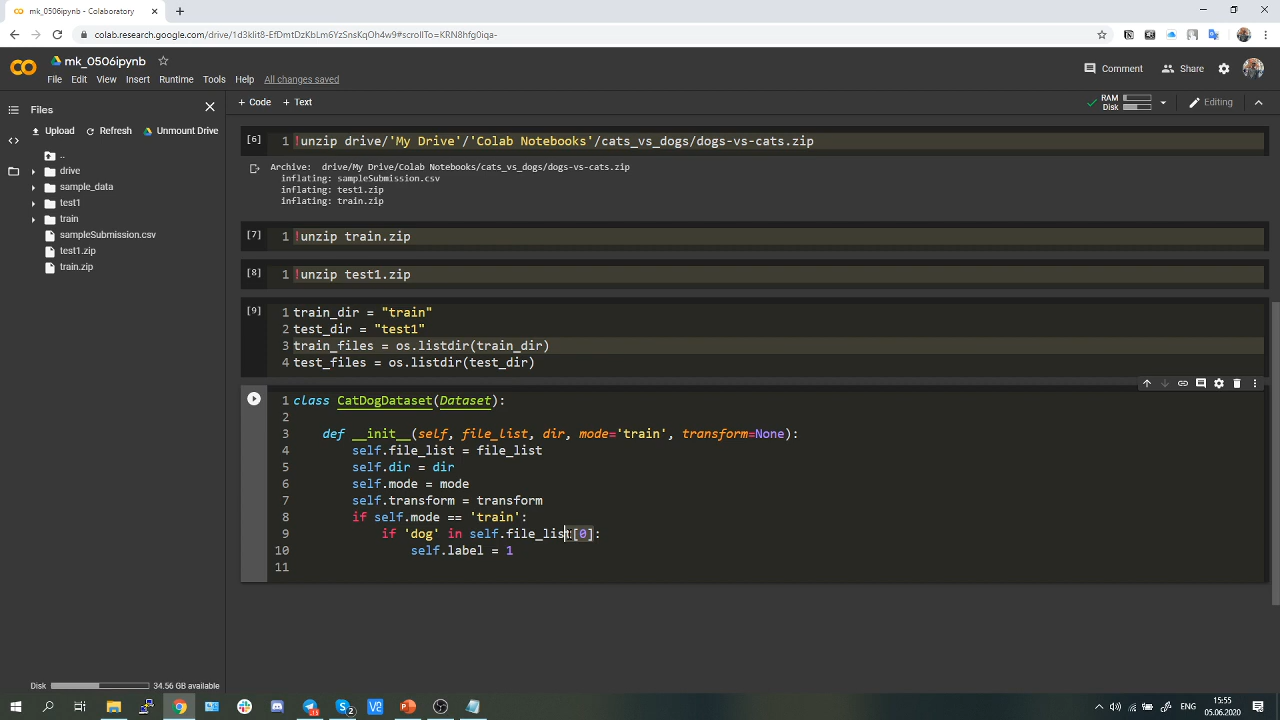 mk_0506ipynb - Colaboratory
colab.research.google.com/drive/1d3klit8-EfDmtDzKbLm6YzSnsKqOh4w9#scrollTo=KRN8hfg0iqa-
mk_0506ipynb
File Edit View Insert Runtime Tools Help All changes saved
Comment Share
Files
+ Code + Text
RAM
Disk
Editing
Upload Refresh Unmount Drive
..
drive
sample_data
test1
train
sampleSubmission.csv
test1.zip
train.zip
[6] 1 !unzip drive/'My Drive'/'Colab Notebooks'/cats_vs_dogs/dogs-vs-cats.zip
Archive: drive/My Drive/Colab Notebooks/cats_vs_dogs/dogs-vs-cats.zip
inflating: sampleSubmission.csv
inflating: test1.zip
inflating: train.zip
[7] 1 !unzip train.zip
[8] 1 !unzip test1.zip
[9] 1 train_dir = "train"
2 test_dir = "test1"
3 train_files = os.listdir(train_dir)
4 test_files = os.listdir(test_dir)
1 class CatDogDataset(Dataset):
2
3 def __init__(self, file_list, dir, mode='train', transform=None):
4 self.file_list = file_list
5 self.dir = dir
6 self.mode = mode
7 self.transform = transform
8 if self.mode == 'train':
9 if 'dog' in self.file_list[0]:
10 self.label = 1
11
Disk 34.56 GB available
15:55
05.06.2020